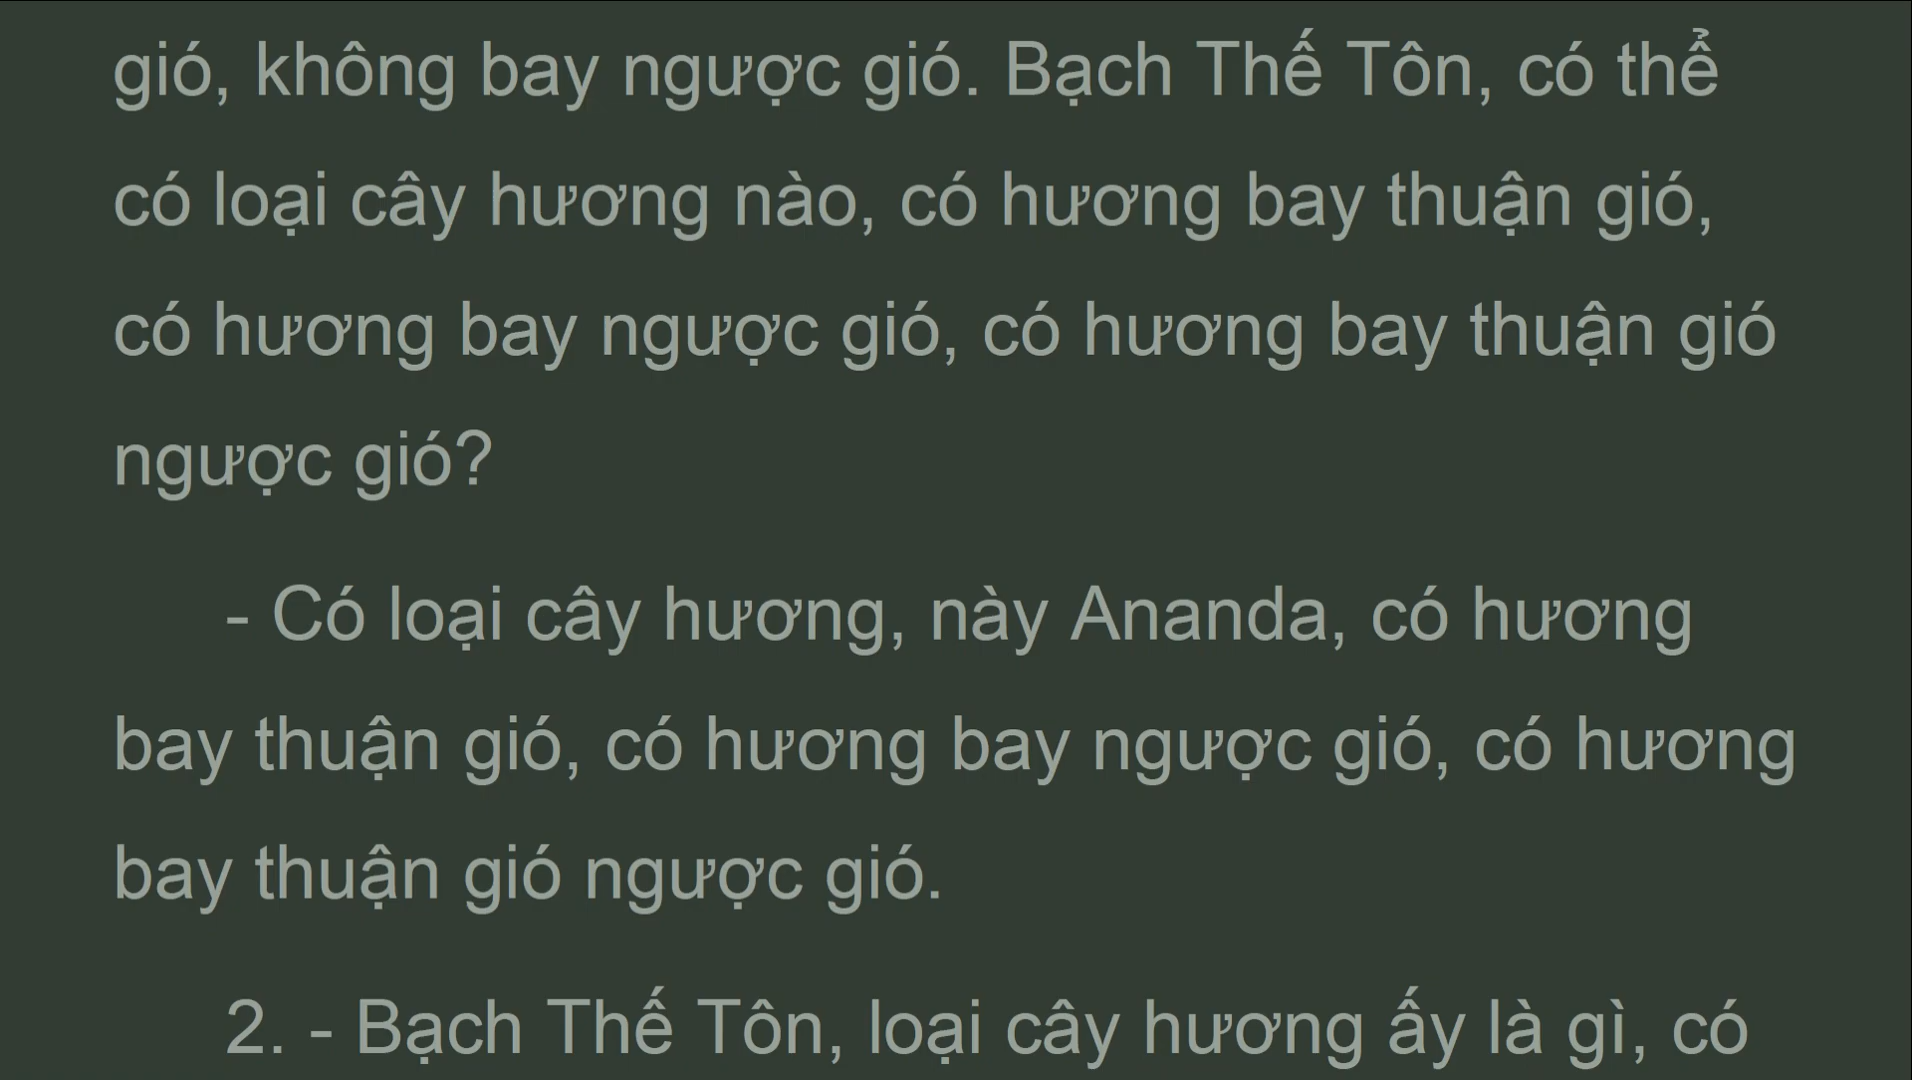 gió, không bay ngược gió. Bạch Thế Tôn, có thể
có loại cây hương nào, có hương bay thuận gió,
có hương bay ngược gió, có hương bay thuận gió
ngược gió?
- Có loại cây hương, này Ananda, có hương
bay thuận gió, có hương bay ngược gió, có hương
bay thuận gió ngược gió.
2. - Bạch Thế Tôn, loại cây hương ấy là gì, có